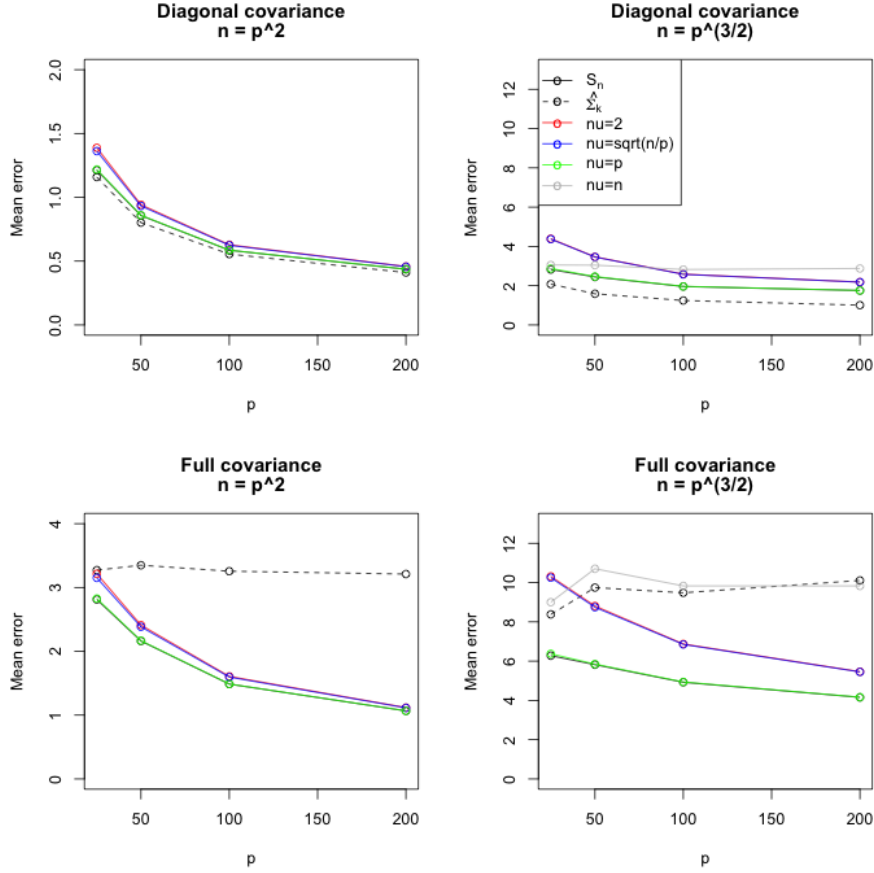 Diagonal covariance
n = p^2
Mean error
2.0
1.5
1.0
0.5
0.0
50
100
150
200
p
Diagonal covariance
n = p^(3/2)
Mean error
12
10
8
6
4
2
0
S_n
Σ̂_k
nu=2
nu=sqrt(n/p)
nu=p
nu=n
50
100
150
200
p
Full covariance
n = p^2
Mean error
4
3
2
1
0
50
100
150
200
p
Full covariance
n = p^(3/2)
Mean error
12
10
8
6
4
2
0
50
100
150
200
p